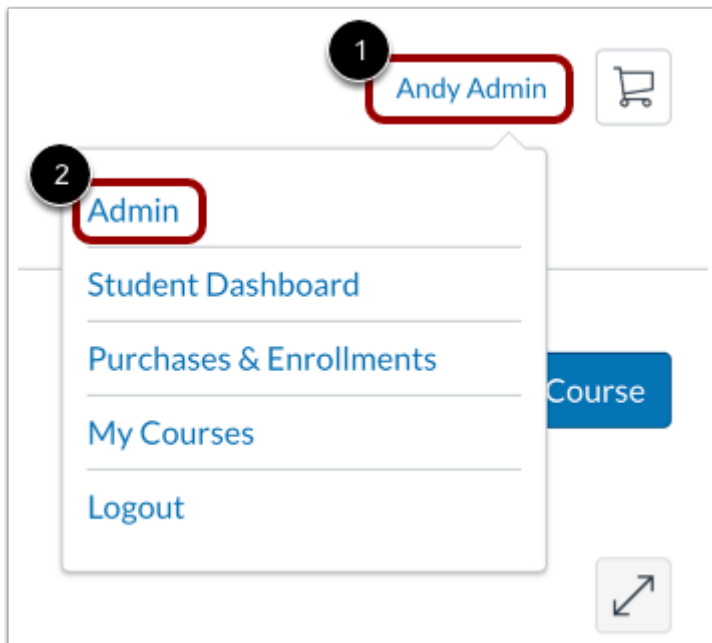 1
Andy Admin
2
Admin
Student Dashboard
Purchases & Enrollments
Course
My Courses
Logout